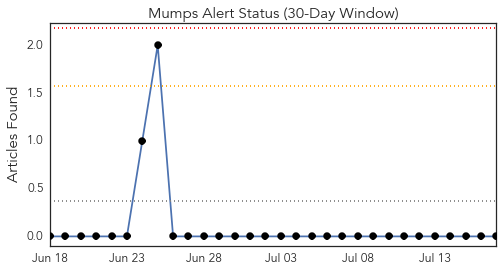 Mumps Alert Status (30-Day Window)
Articles Found
2.0
1.5
1.0
0.5
0.0
Jun 18 Jun 23 Jun 28 Jul 03 Jul 08 Jul 13